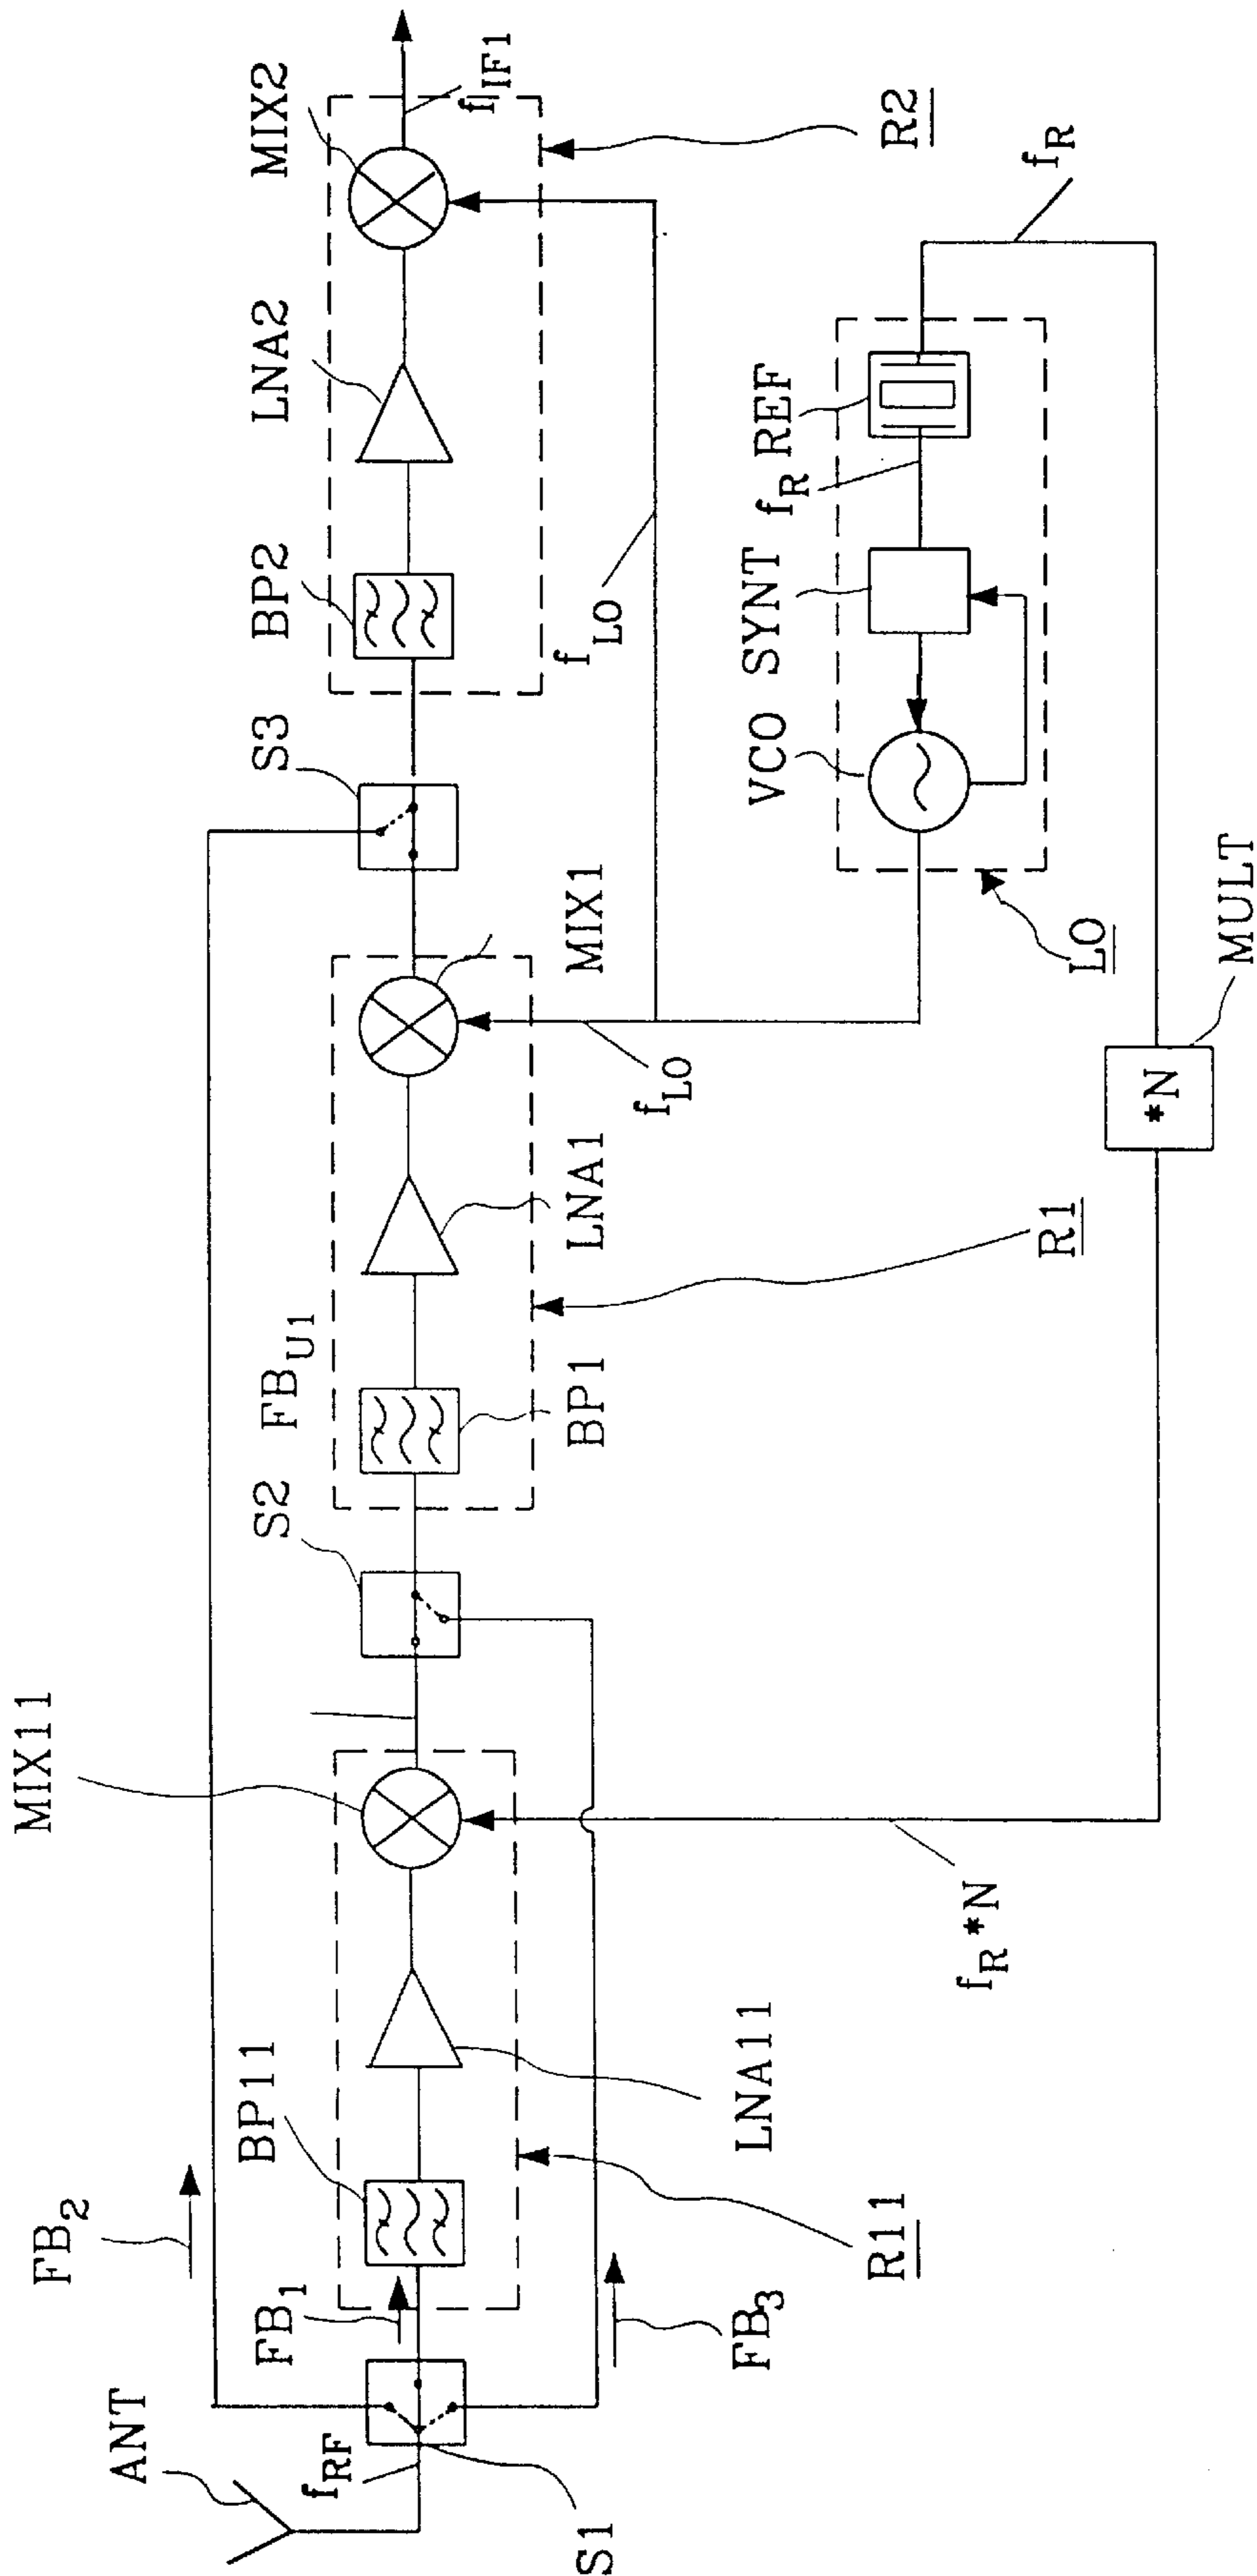 ANT
f_RF
S1
FB_2
FB_1
FB_3
BP11
LNA11
R11
MIX11
f_R*N
S2
FB_U1
BP1
LNA1
R1
MIX1
f_LO
S3
BP2
LNA2
MIX2
f_IF1
R2
f_LO
VCO
SYNT
f_R
REF
LO
f_R
*N
MULT